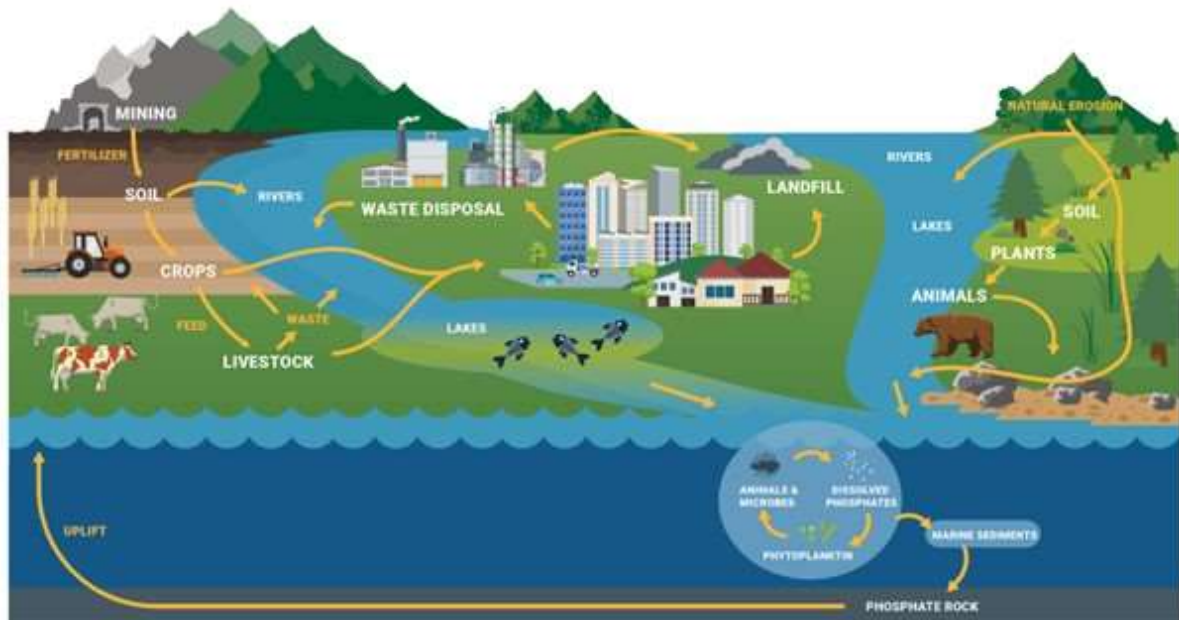 MINING
NATURAL EROSION
FERTILIZER
RIVERS
SOIL
RIVERS
LANDFILL
WASTE DISPOSAL
SOIL
LAKES
PLANTS
CROPS
ANIMALS
FEED
WASTE
LAKES
LIVESTOCK
ANIMALS &
MICROBES
DISSOLVED
PHOSPHATES
UPLIFT
MARINE SEDIMENTS
PHYTOPLANKTIN
PHOSPHATE ROCK